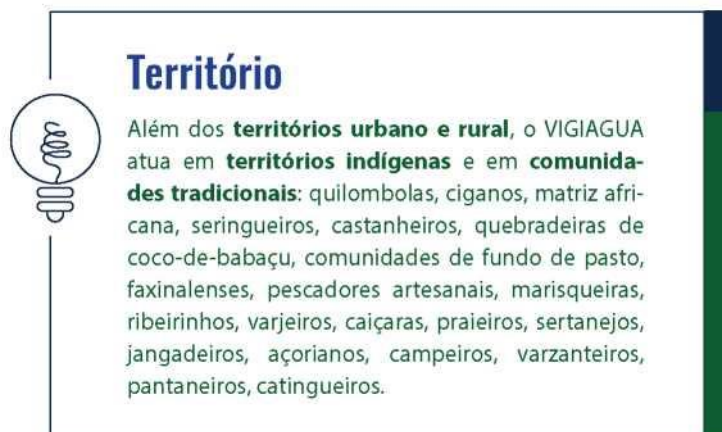 Território
Além dos territórios urbano e rural, o VIGIAGUA
atua em territórios indígenas e em comunida-
des tradicionais: quilombolas, ciganos, matriz afri-
cana, seringueiros, castanheiros, quebradeiras de
coco-de-babaçu, comunidades de fundo de pasto,
faxinalenses, pescadores artesanais, marisqueiras,
ribeirinhos, varjeiros, caiçaras, praieiros, sertanejos,
jangadeiros, açorianos, campeiros, varzanteiros,
pantaneiros, catingueiros.